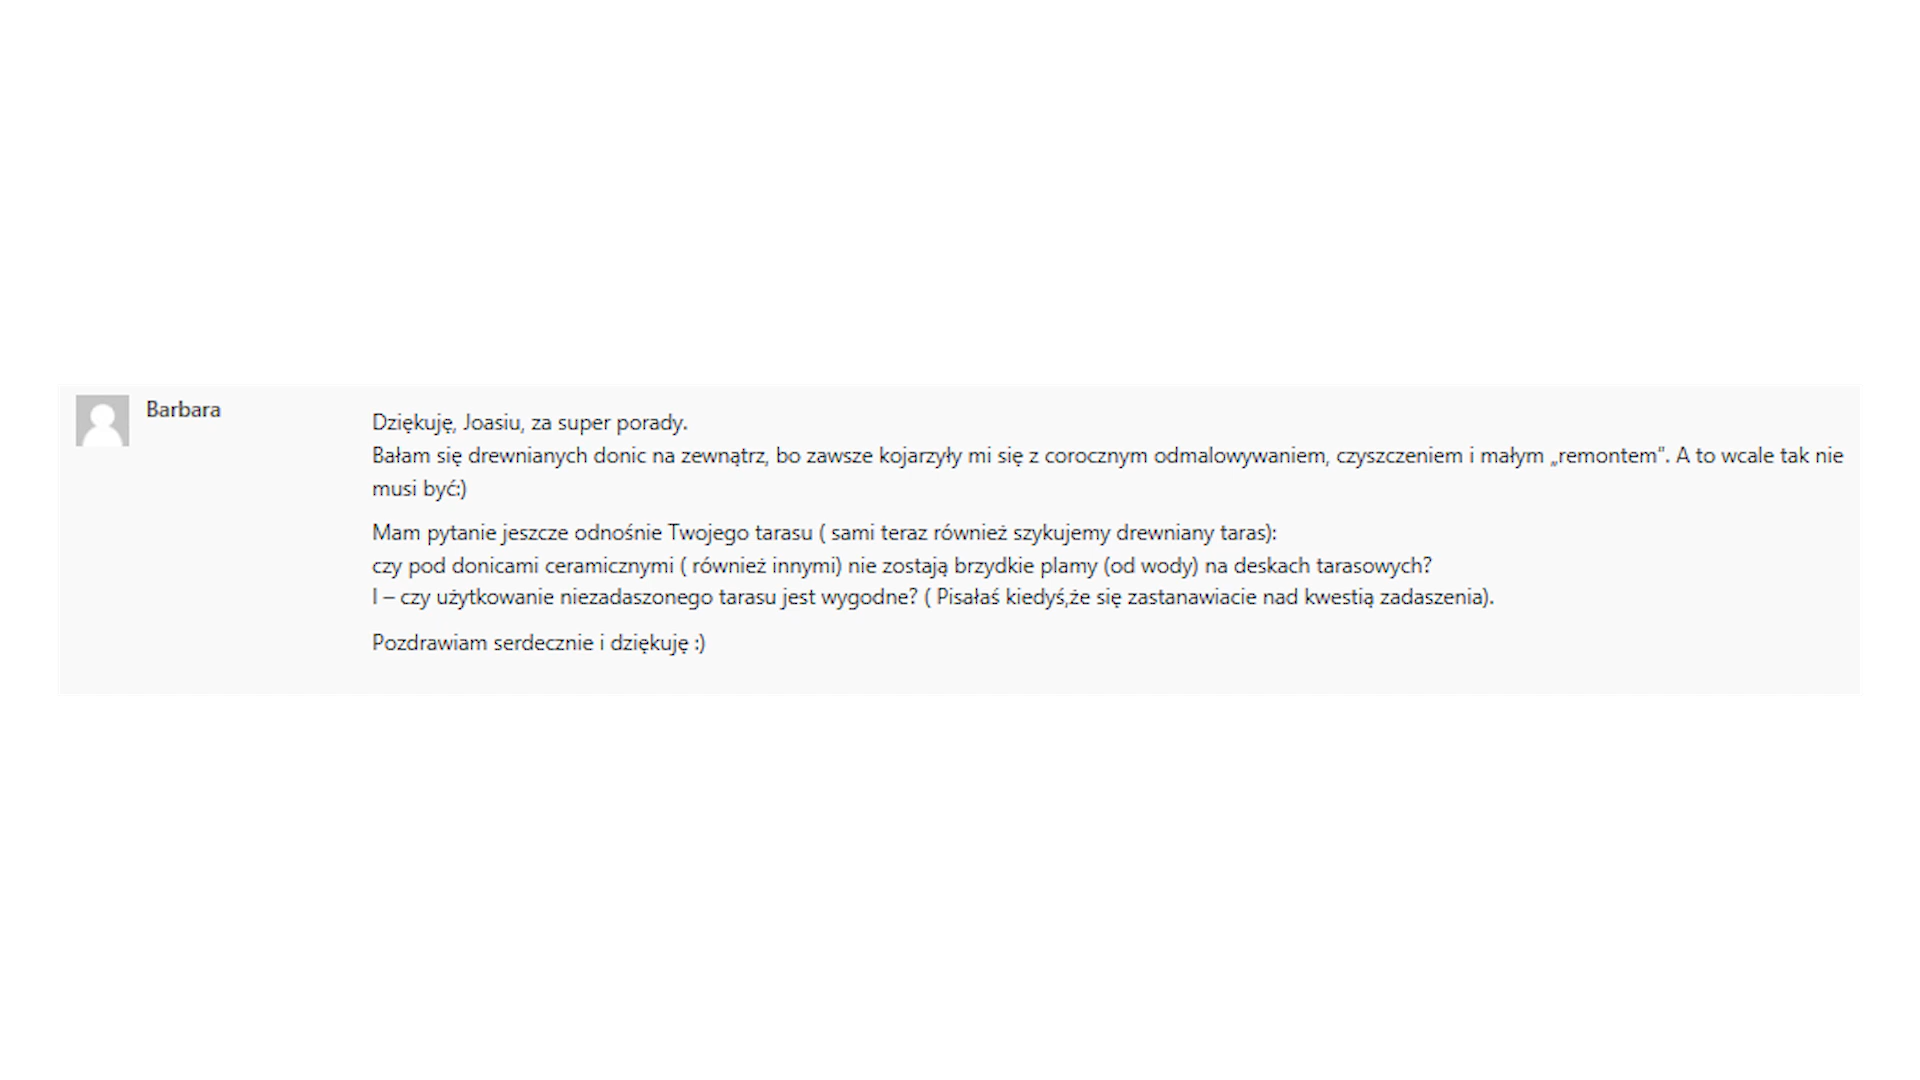 Barbara
Dziękuję, Joasiu, za super porady.
Bałam się drewnianych donic na zewnątrz, bo zawsze kojarzyły mi się z corocznym odmalowywaniem, czyszczeniem i małym „remontem”. A to wcale tak nie
musi być:)
Mam pytanie jeszcze odnośnie Twojego tarasu ( sami teraz również szykujemy drewniany taras):
czy pod donicami ceramicznymi ( również innymi) nie zostają brzydkie plamy (od wody) na deskach tarasowych?
I – czy użytkowanie niezadaszonego tarasu jest wygodne? ( Pisałaś kiedyś,że się zastanawiacie nad kwestią zadaszenia).
Pozdrawiam serdecznie i dziękuję :)